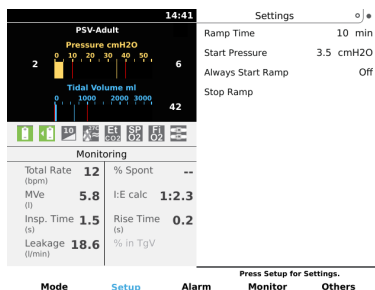 14:41
PSV-Adult
Pressure cmH2O
0 10 20 30 40 50
2 6
Tidal Volume ml
0 1000 2000 3000
42
10
Et CO2 SP O2 Fi O2
Monitoring
Total Rate (bpm) 12 % Spont --
MVe (l) 5.8 I:E calc 1:2.3
Insp. Time (s) 1.5 Rise Time (s) 0.2
Leakage (l/min) 18.6 % in TgV
Settings
Ramp Time 10 min
Start Pressure 3.5 cmH2O
Always Start Ramp Off
Stop Ramp
Press Setup for Settings.
Mode Setup Alarm Monitor Others